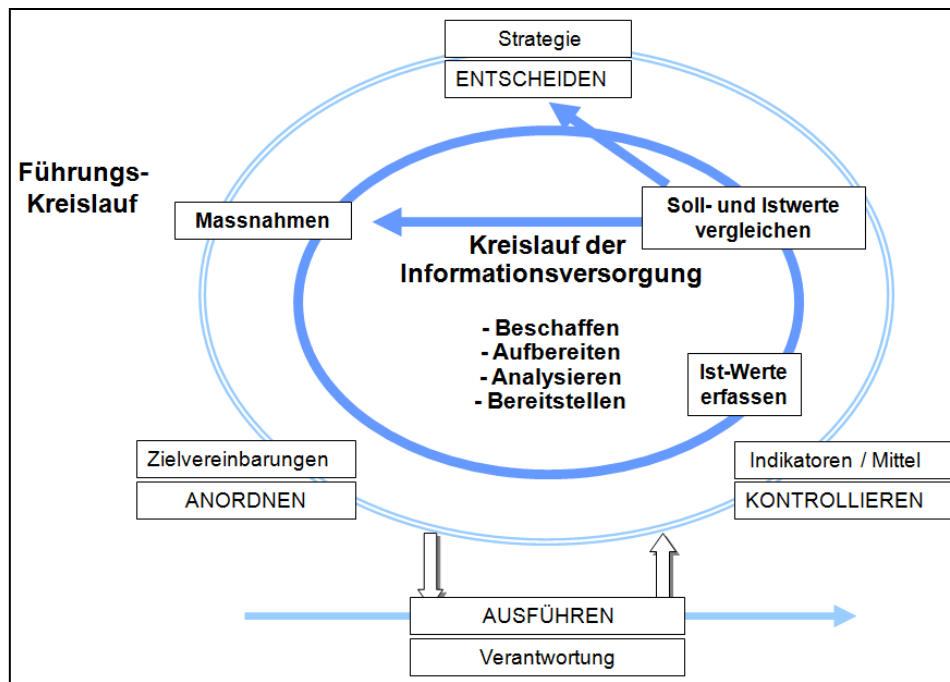 Strategie
ENTSCHEIDEN
Führungs-
Kreislauf
Massnahmen
Soll- und Istwerte
vergleichen
Kreislauf der
Informationsversorgung
- Beschaffen
- Aufbereiten
- Analysieren
- Bereitstellen
Ist-Werte
erfassen
Zielvereinbarungen
ANORDNEN
Indikatoren / Mittel
KONTROLLIEREN
AUSFÜHREN
Verantwortung